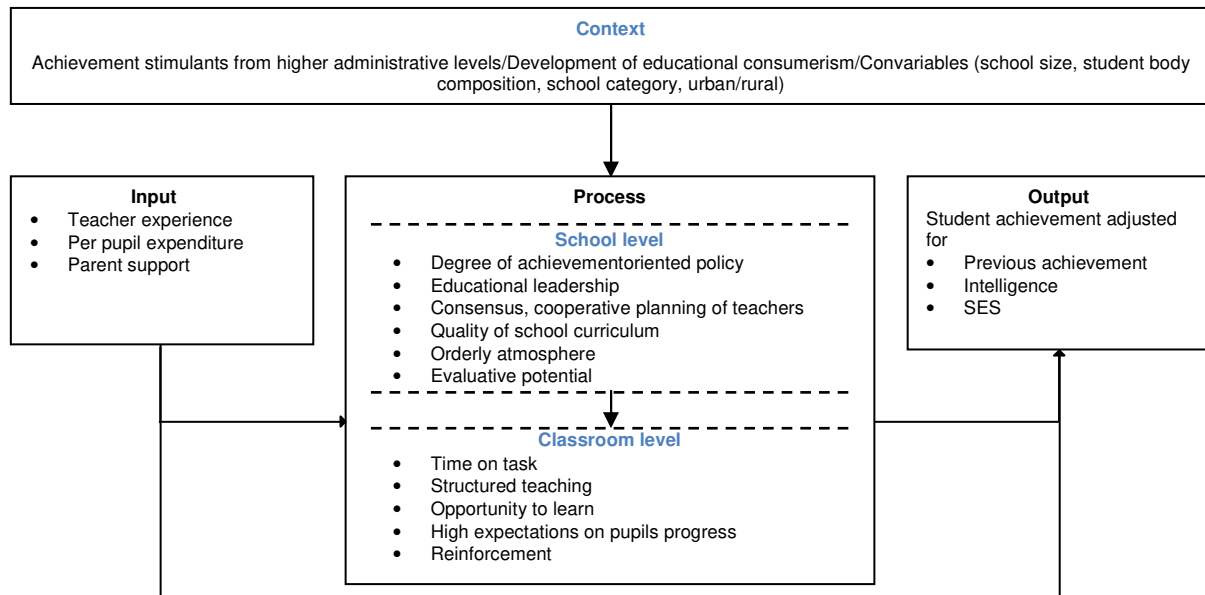 Context
Achievement stimulants from higher administrative levels/Development of educational consumerism/Convariables (school size, student body
composition, school category, urban/rural)
Input
• Teacher experience
• Per pupil expenditure
• Parent support
Process
School level
• Degree of achievementoriented policy
• Educational leadership
• Consensus, cooperative planning of teachers
• Quality of school curriculum
• Orderly atmosphere
• Evaluative potential
Classroom level
• Time on task
• Structured teaching
• Opportunity to learn
• High expectations on pupils progress
• Reinforcement
Output
Student achievement adjusted
for
• Previous achievement
• Intelligence
• SES